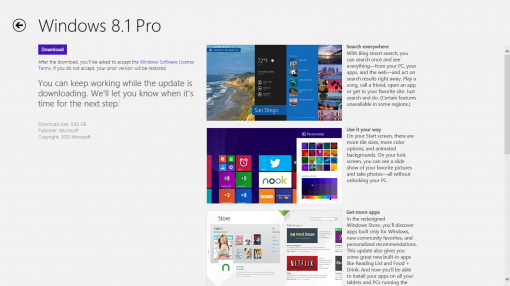 Windows 8.1 Pro
Download
After the download, you'll be asked to accept the Windows Software License
Terms. If you do not accept, your prior version will be restored.
You can keep working while the update is
downloading. We'll let you know when it's
time for the next step.
Download size: 3.60 GB
Publisher: Microsoft
72°F
San Diego
Search everywhere
With Bing smart search, you
can search once and see
everything—from your PC,
your apps, and the web—and act on
search results right away. Play a
song, call a friend, open an app,
or get to your favorite site. Just
search and do. (Certain features
unavailable in some regions.)
Personalize
nook
Use it your way
On your Start screen, there are
more tile sizes, more color
options, and animated
backgrounds. On your lock
screen, you can see a slide
show of your favorite pictures
and take photos—all without
unlocking your PC.
Store
NETFLIX
Get more apps
In the redesigned
Windows Store, you'll discover
apps built only for Windows,
new community favorites, and
personalized recommendations.
This update also gives you
some great new built-in apps
like Reading List and Food + Drink.
And now you'll be able
to install your apps on all your
tablets and PCs running the